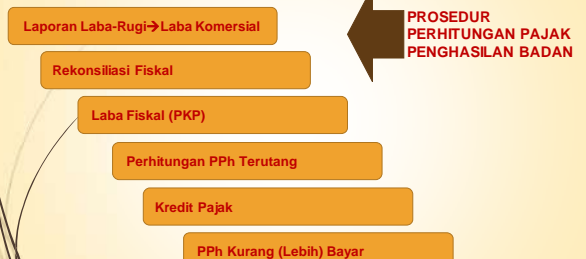 PROSEDUR
PERHITUNGAN PAJAK
PENGHASILAN BADAN
Laporan Laba-Rugi→Laba Komersial
Rekonsiliasi Fiskal
Laba Fiskal (PKP)
Perhitungan PPh Terutang
Kredit Pajak
PPh Kurang (Lebih) Bayar